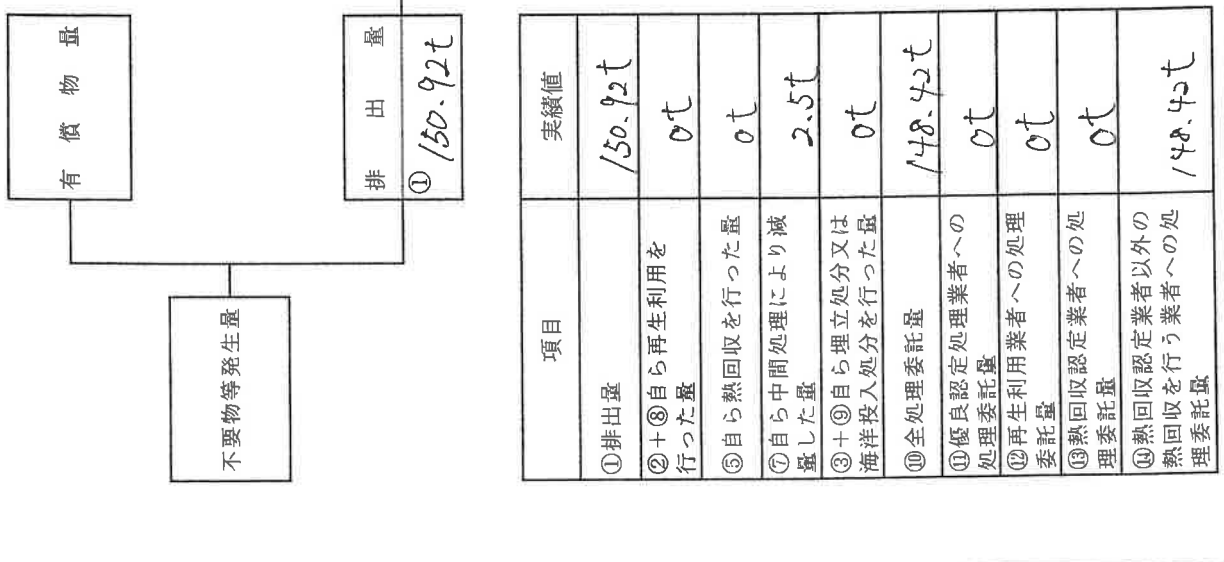 不要物等発生量
有償物量
排出量
① 150.92t
項目 実績値
①排出量 150.92t
②+⑧自ら再生利用を
行った量 0t
⑤自ら熱回収を行った量 0t
⑦自ら中間処理により減
量した量 2.5t
③+⑨自ら埋立処分又は
海洋投入処分を行った量 0t
⑩全処理委託量 148.42t
⑪優良認定処理業者への
処理委託量 0t
⑫再生利用業者への処理
委託量 0t
⑬熱回収認定業者への処
理委託量 0t
⑭熱回収認定業者以外の
熱回収を行う業者への処
理委託量 148.42t